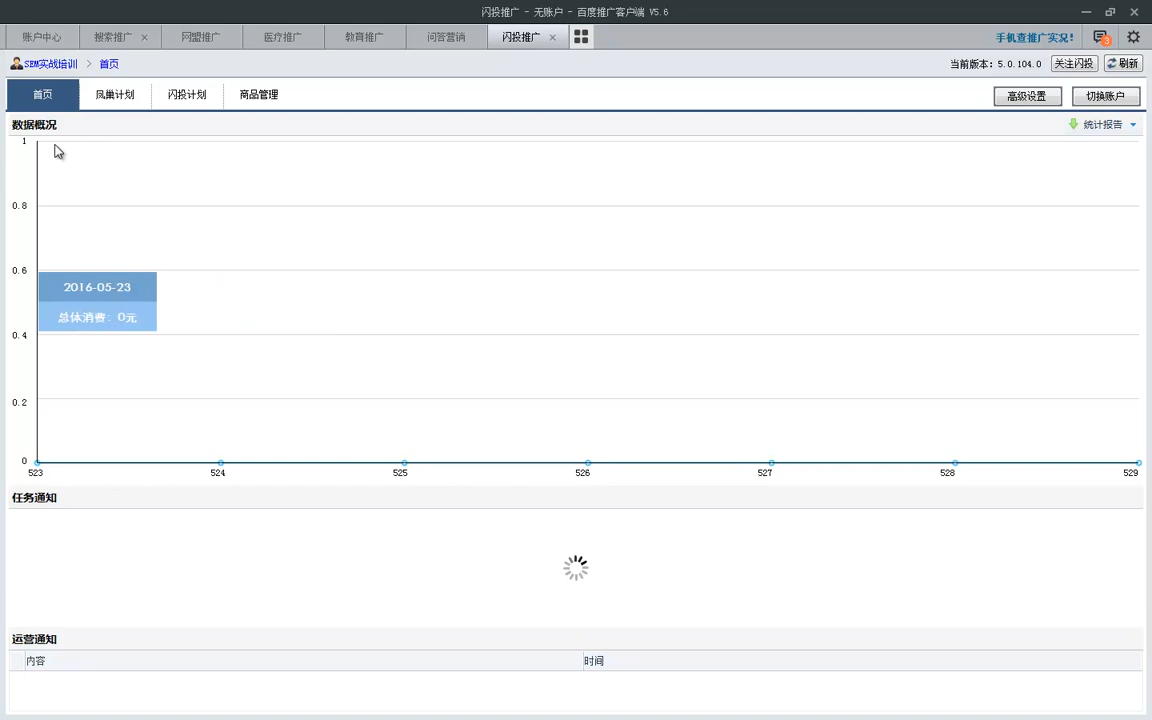 闪投推广 - 无账户 - 百度推广客户端 V5.6
账户中心 搜索推广 网盟推广 医疗推广 教育推广 问答营销 闪投推广 手机查推广实况! 3
SEM实战培训 > 首页 当前版本: 5.0.104.0 关注闪投 刷新
首页 凤巢计划 闪投计划 商品管理 高级设置 切换账户
数据概况 统计报告
1
0.8
0.6
2016-05-23
总体消费: 0元
0.4
0.2
0
523 524 525 526 527 528 529
任务通知
运营通知
内容 时间